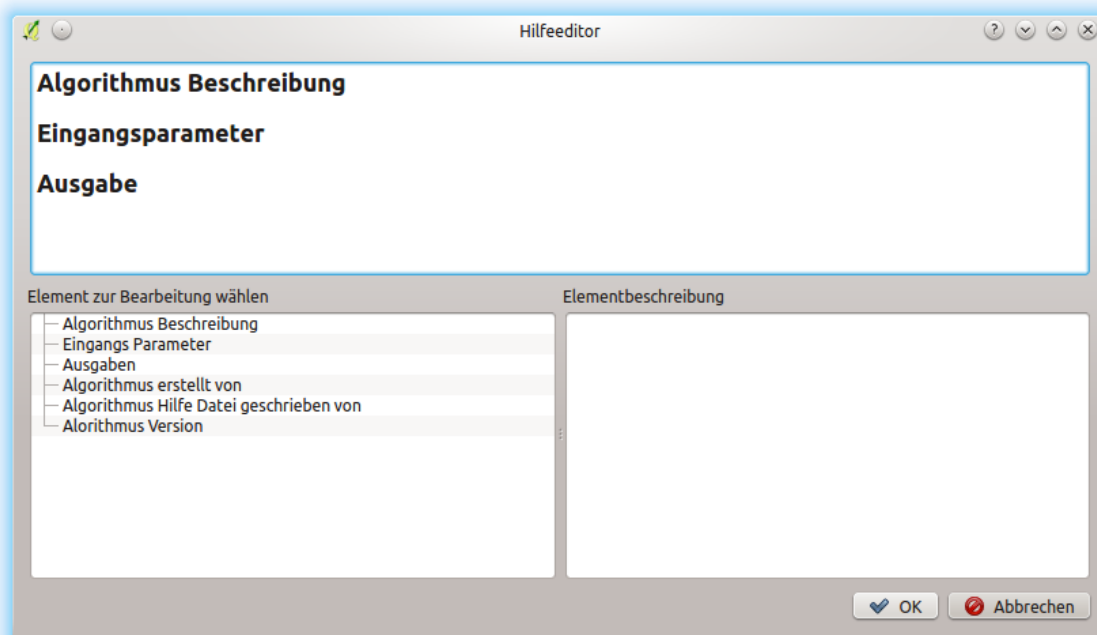 Hilfeeditor
Algorithmus Beschreibung
Eingangsparameter
Ausgabe
Element zur Bearbeitung wählen
Algorithmus Beschreibung
Eingangs Parameter
Ausgaben
Algorithmus erstellt von
Algorithmus Hilfe Datei geschrieben von
Alorithmus Version
Elementbeschreibung
OK
Abbrechen